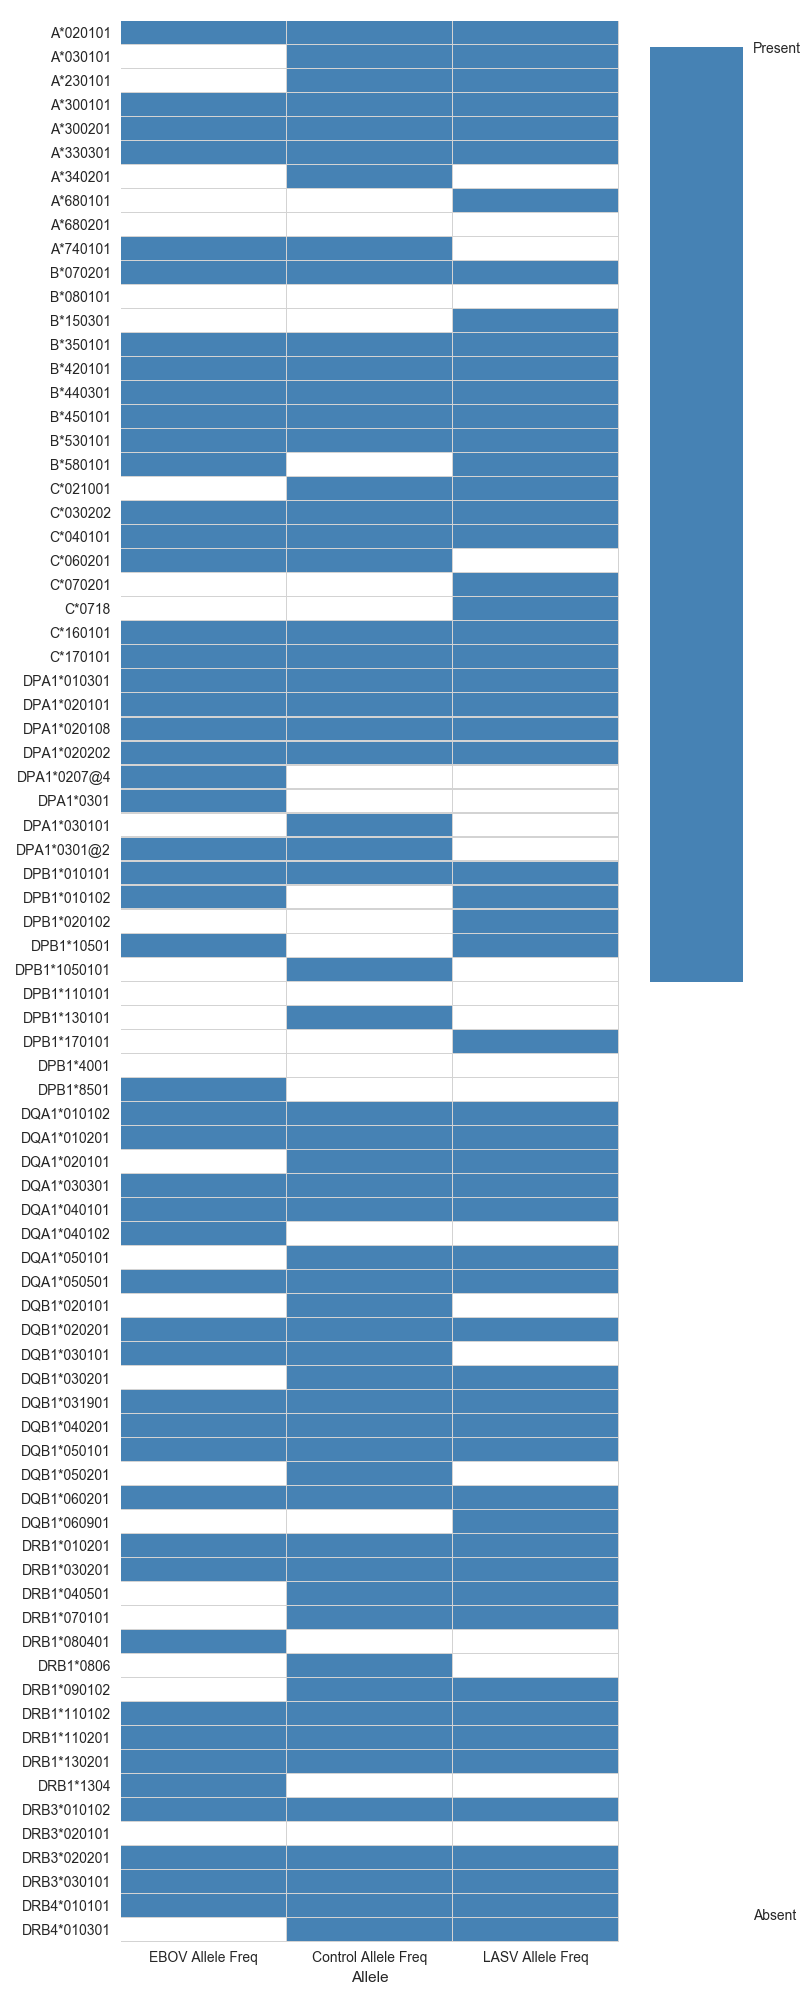 A*020101
A*030101
A*230101
A*300101
A*300201
A*330301
A*340201
A*680101
A*680201
A*740101
B*070201
B*080101
B*150301
B*350101
B*420101
B*440301
B*450101
B*530101
B*580101
C*021001
C*030202
C*040101
C*060201
C*070201
C*0718
C*160101
C*170101
DPA1*010301
DPA1*020101
DPA1*020108
DPA1*020202
DPA1*0207@4
DPA1*0301
DPA1*030101
DPA1*0301@2
DPB1*010101
DPB1*010102
DPB1*020102
DPB1*10501
DPB1*1050101
DPB1*110101
DPB1*130101
DPB1*170101
DPB1*4001
DPB1*8501
DQA1*010102
DQA1*010201
DQA1*020101
DQA1*030301
DQA1*040101
DQA1*040102
DQA1*050101
DQA1*050501
DQB1*020101
DQB1*020201
DQB1*030101
DQB1*030201
DQB1*031901
DQB1*040201
DQB1*050101
DQB1*050201
DQB1*060201
DQB1*060901
DRB1*010201
DRB1*030201
DRB1*040501
DRB1*070101
DRB1*080401
DRB1*0806
DRB1*090102
DRB1*110102
DRB1*110201
DRB1*130201
DRB1*1304
DRB3*010102
DRB3*020101
DRB3*020201
DRB3*030101
DRB4*010101
DRB4*010301
EBOV Allele Freq
Control Allele Freq
LASV Allele Freq
Allele
Present
Absent